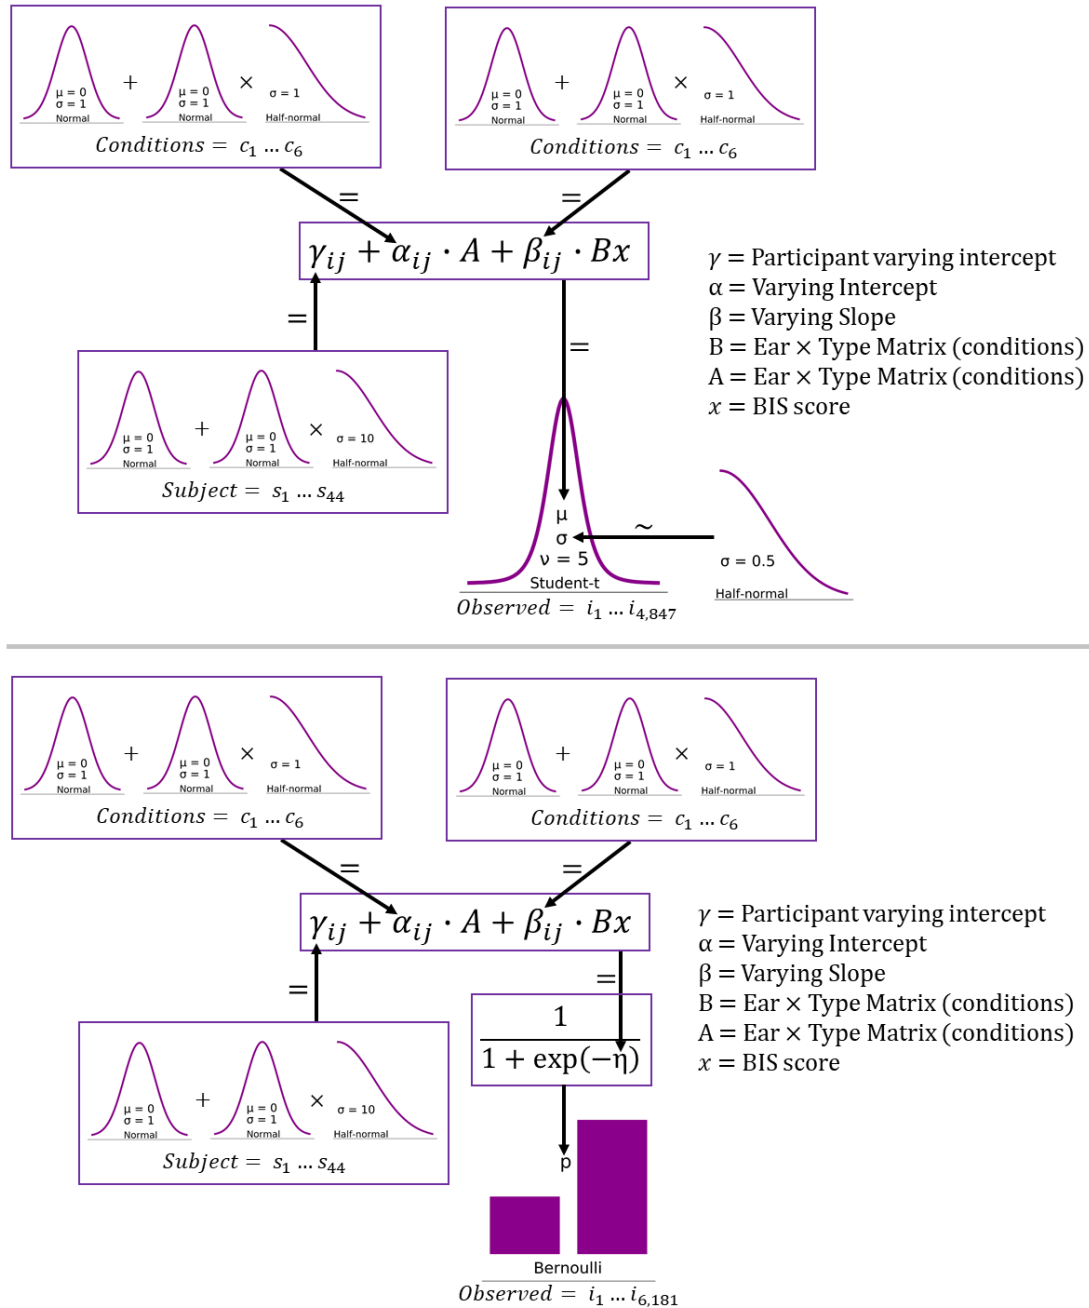 μ = 0
σ = 1
Normal
+
μ = 0
σ = 1
Normal
×
σ = 1
Half-normal
Conditions = c₁ … c₆
μ = 0
σ = 1
Normal
+
μ = 0
σ = 1
Normal
×
σ = 1
Half-normal
Conditions = c₁ … c₆
=
=
γᵢⱼ + αᵢⱼ · A + βᵢⱼ · Bx
γ = Participant varying intercept
α = Varying Intercept
β = Varying Slope
B = Ear × Type Matrix (conditions)
A = Ear × Type Matrix (conditions)
x = BIS score
=
=
μ = 0
σ = 1
Normal
+
μ = 0
σ = 1
Normal
×
σ = 10
Half-normal
Subject = s₁ … s₄₄
μ
σ
ν = 5
Student-t
Observed = i₁ … i₄,₈₄₇
~
σ = 0.5
Half-normal
μ = 0
σ = 1
Normal
+
μ = 0
σ = 1
Normal
×
σ = 1
Half-normal
Conditions = c₁ … c₆
μ = 0
σ = 1
Normal
+
μ = 0
σ = 1
Normal
×
σ = 1
Half-normal
Conditions = c₁ … c₆
=
=
γᵢⱼ + αᵢⱼ · A + βᵢⱼ · Bx
γ = Participant varying intercept
α = Varying Intercept
β = Varying Slope
B = Ear × Type Matrix (conditions)
A = Ear × Type Matrix (conditions)
x = BIS score
=
=
1
1 + exp(−η)
μ = 0
σ = 1
Normal
+
μ = 0
σ = 1
Normal
×
σ = 10
Half-normal
Subject = s₁ … s₄₄
p
Bernoulli
Observed = i₁ … i₆,₁₈₁